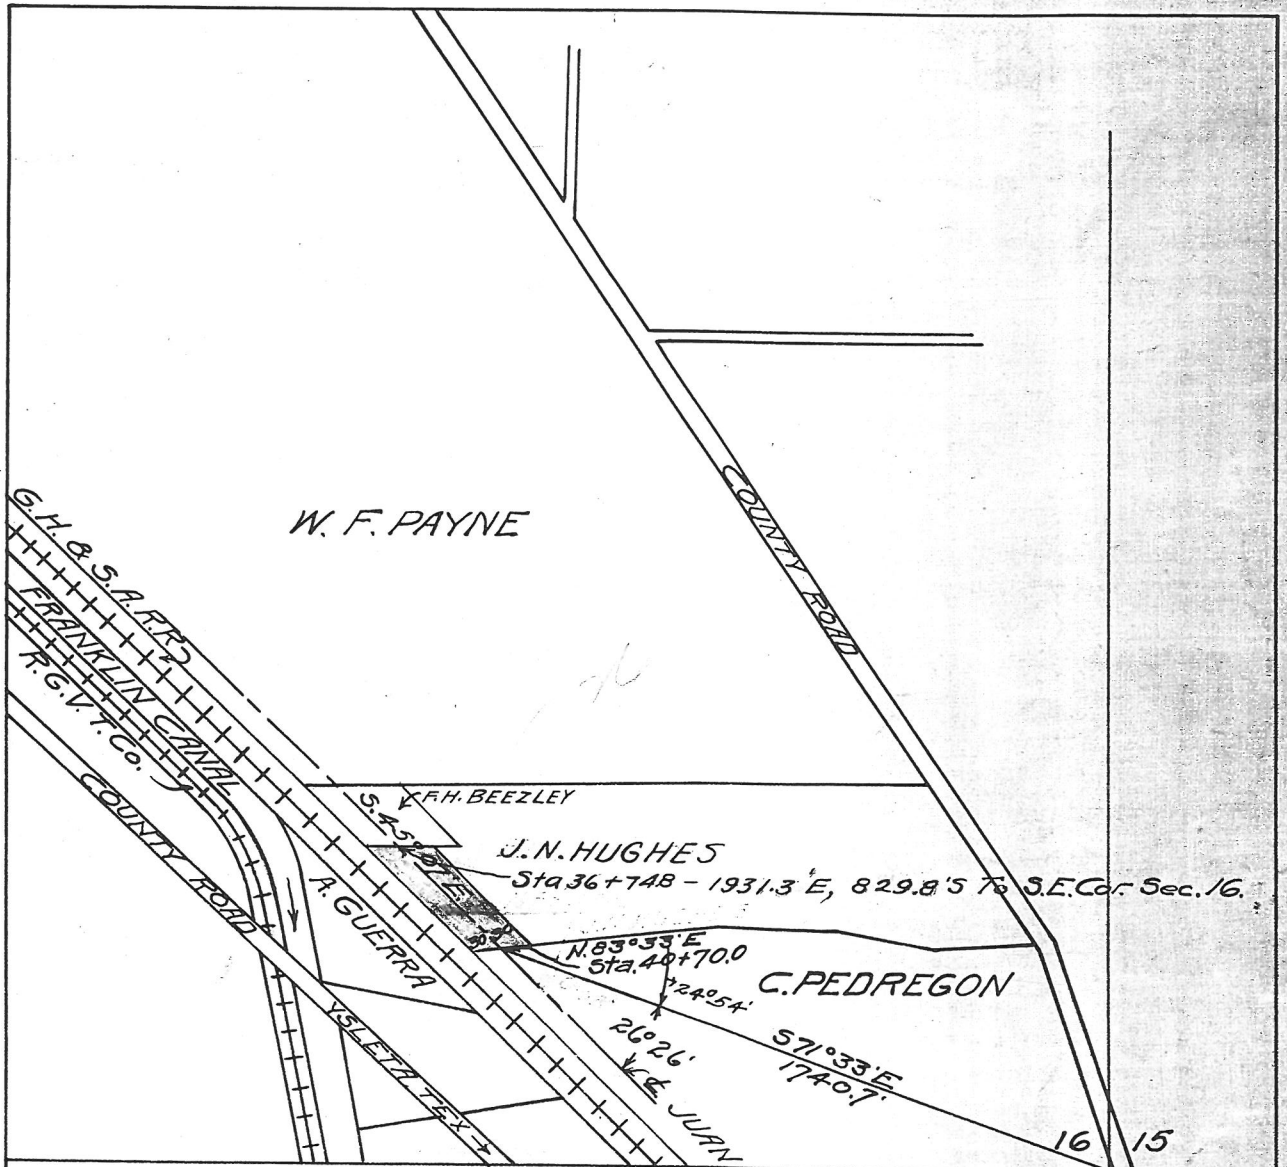 W. F. PAYNE
COUNTY ROAD
G.H. & S.A.R.R.
FRANKLIN CANAL
R.G.V.T.Co.
COUNTY ROAD
F.H. BEEZLEY
J.N. HUGHES
Sta 36+74.8 - 1931.3'E, 829.8'S To S.E. Cor. Sec. 16.
A. GUERRA
N.83°33'E
Sta. 40+70.0
24°54'
C. PEDREGON
S71°33'E
1740.7'
26°26'
℄ JUAN
YSLETA TEX
16 15